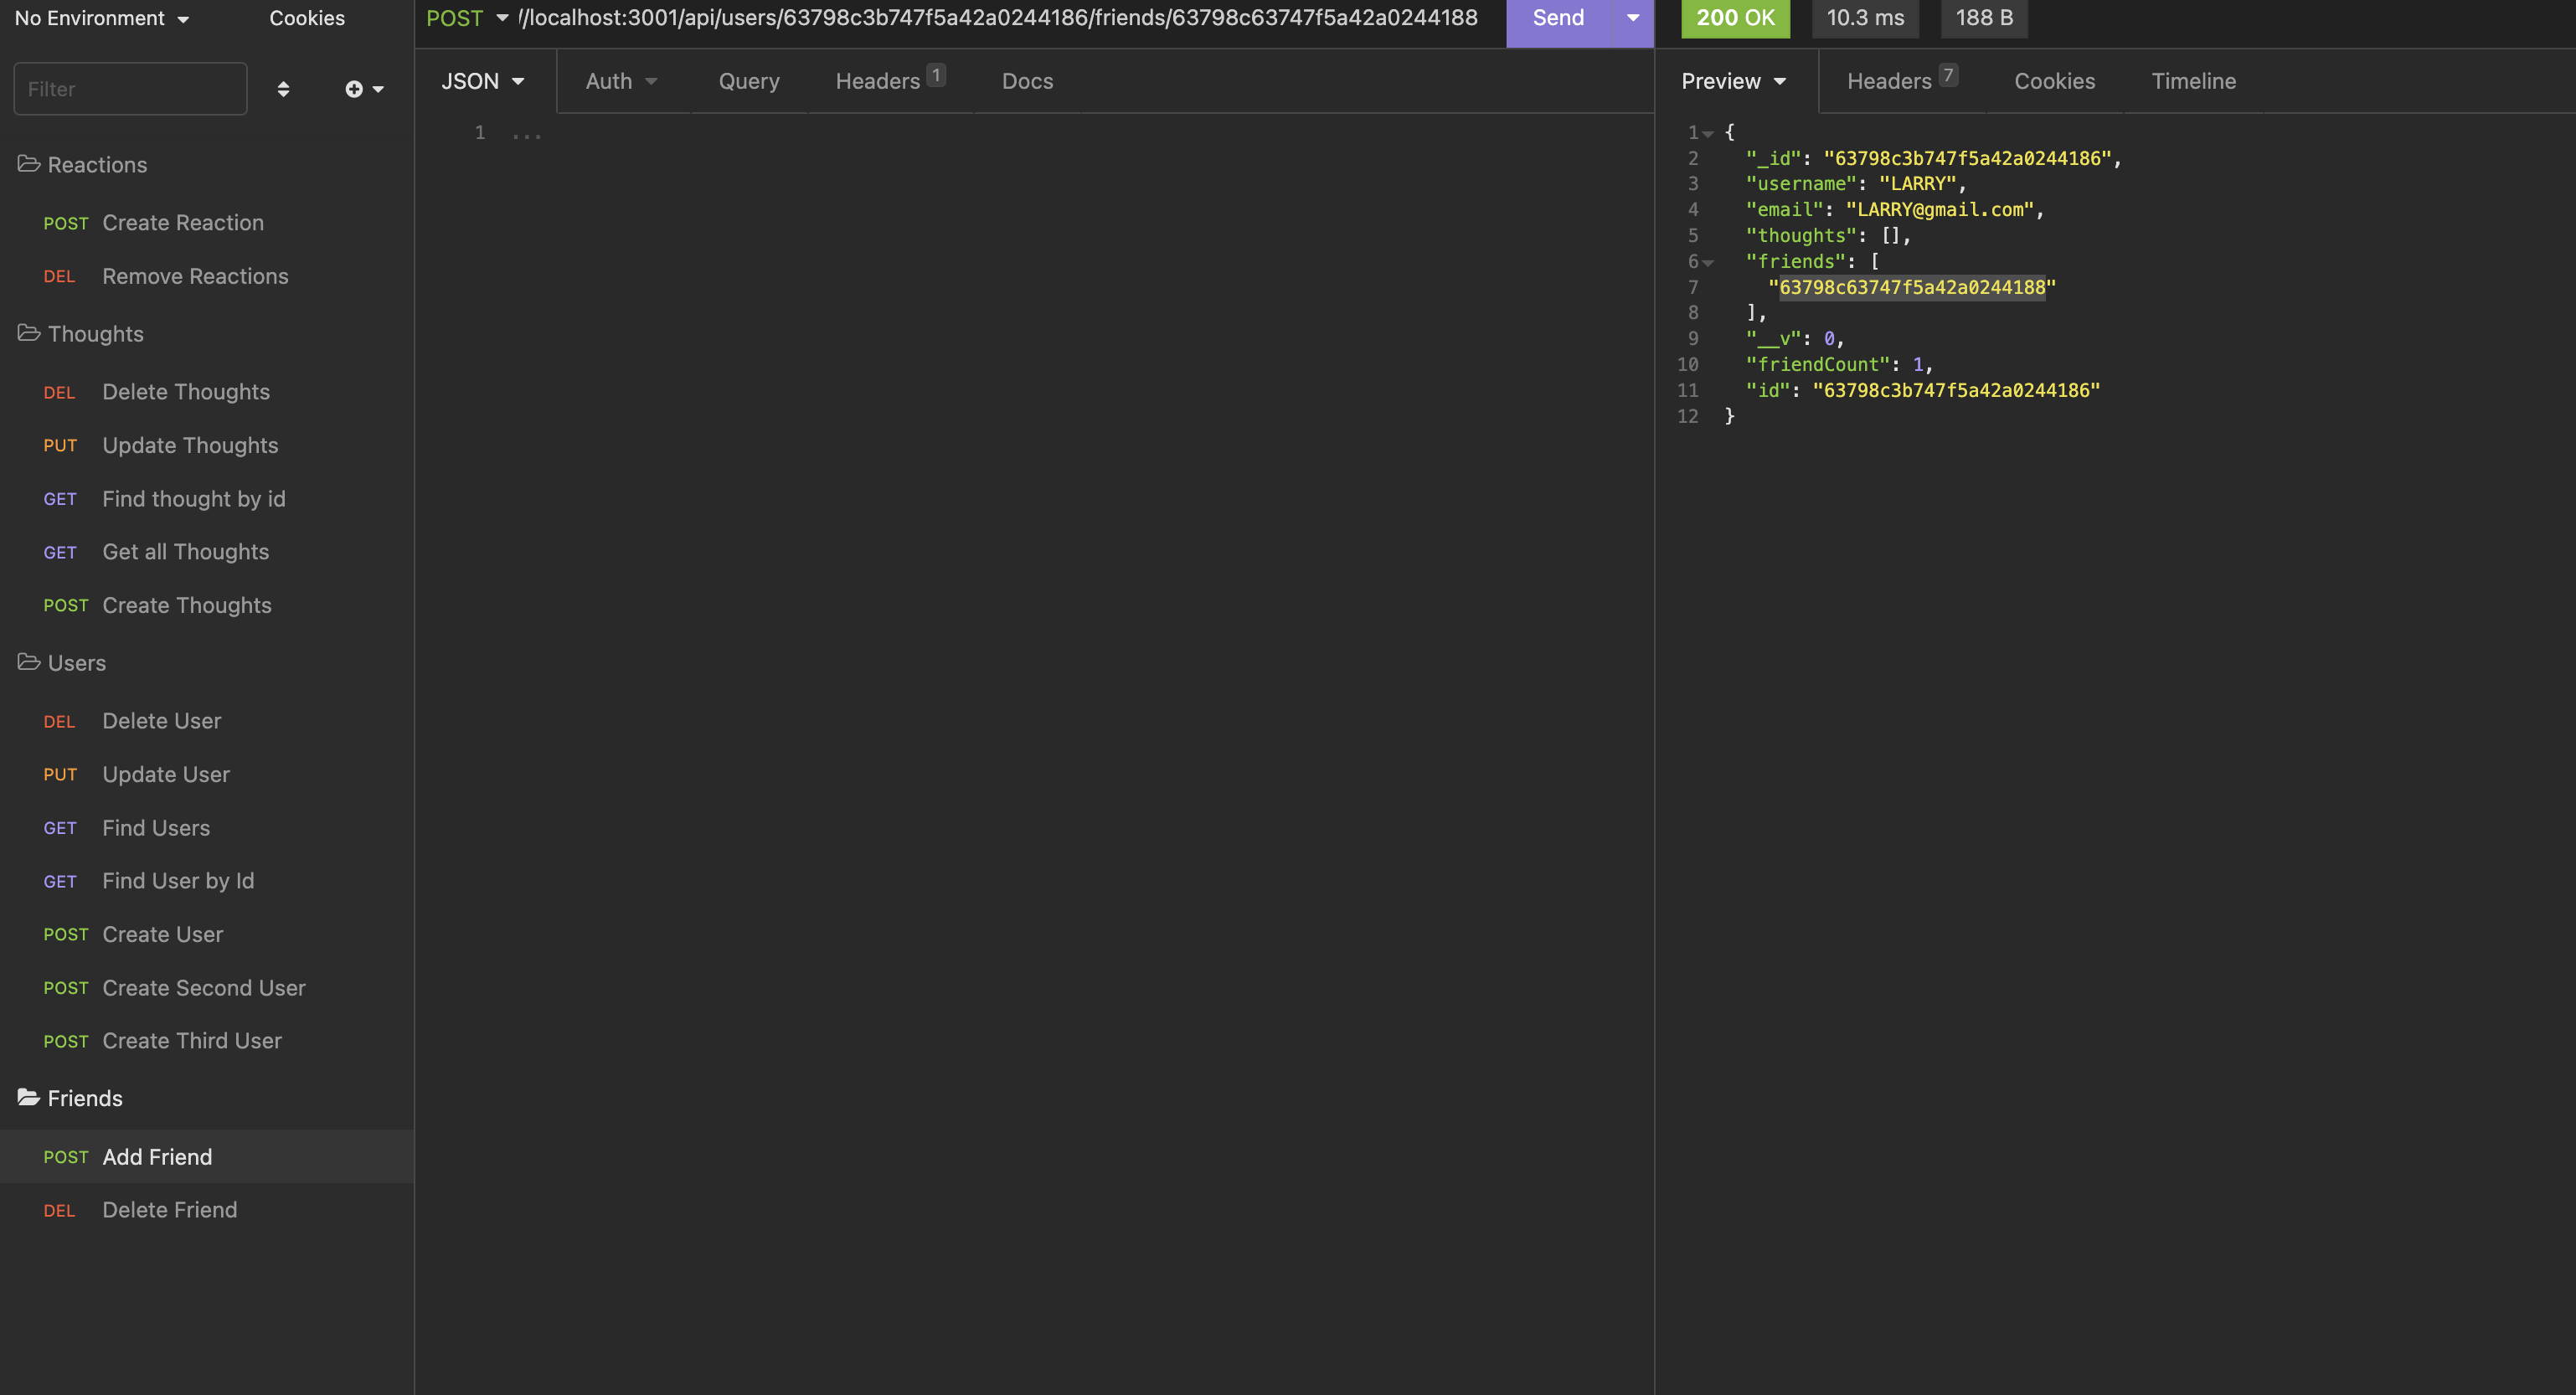 No Environment
Cookies
Filter
Reactions
POST Create Reaction
DEL Remove Reactions
Thoughts
DEL Delete Thoughts
PUT Update Thoughts
GET Find thought by id
GET Get all Thoughts
POST Create Thoughts
Users
DEL Delete User
PUT Update User
GET Find Users
GET Find User by Id
POST Create User
POST Create Second User
POST Create Third User
Friends
POST Add Friend
DEL Delete Friend
POST //localhost:3001/api/users/63798c3b747f5a42a0244186/friends/63798c63747f5a42a0244188 Send
JSON Auth Query Headers 1 Docs
1 ...
200 OK 10.3 ms 188 B
Preview Headers 7 Cookies Timeline
1 {
2 "_id": "63798c3b747f5a42a0244186",
3 "username": "LARRY",
4 "email": "LARRY@gmail.com",
5 "thoughts": [],
6 "friends": [
7 "63798c63747f5a42a0244188"
8 ],
9 "__v": 0,
10 "friendCount": 1,
11 "id": "63798c3b747f5a42a0244186"
12 }